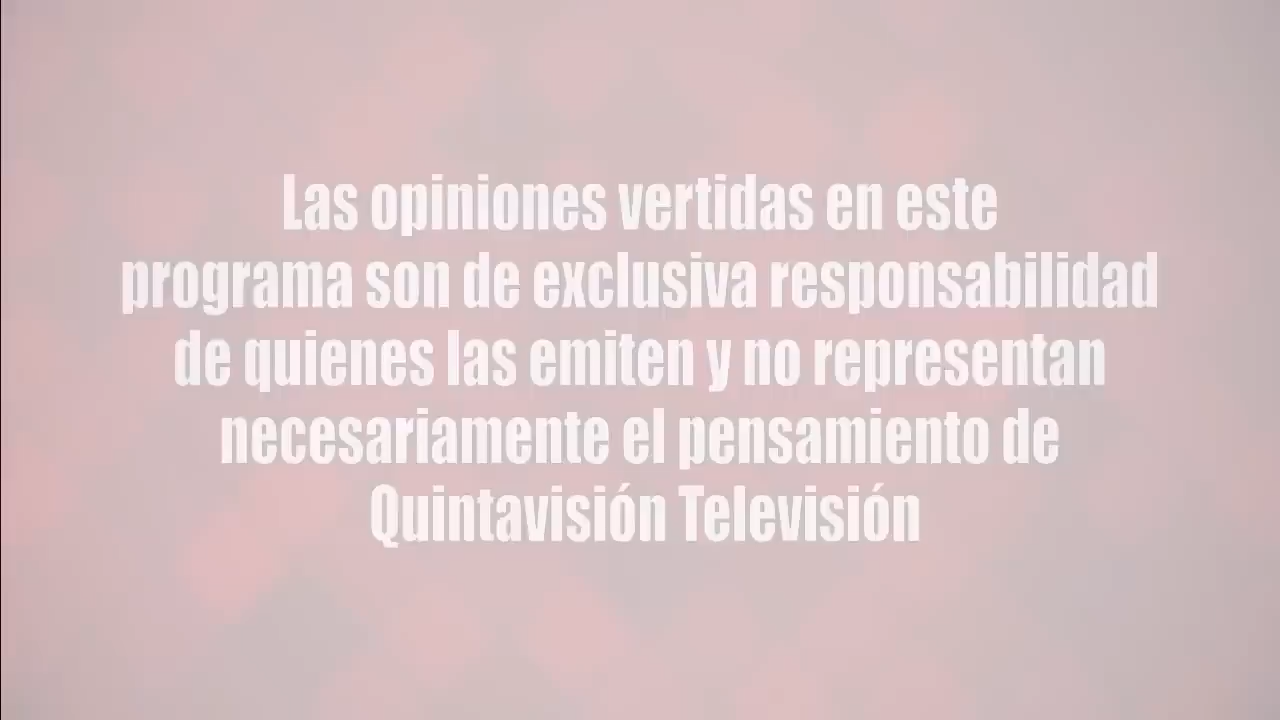 Las opiniones vertidas en este
programa son de exclusiva responsabilidad
de quienes las emiten y no representan
necesariamente el pensamiento de
Quintavisión Televisión